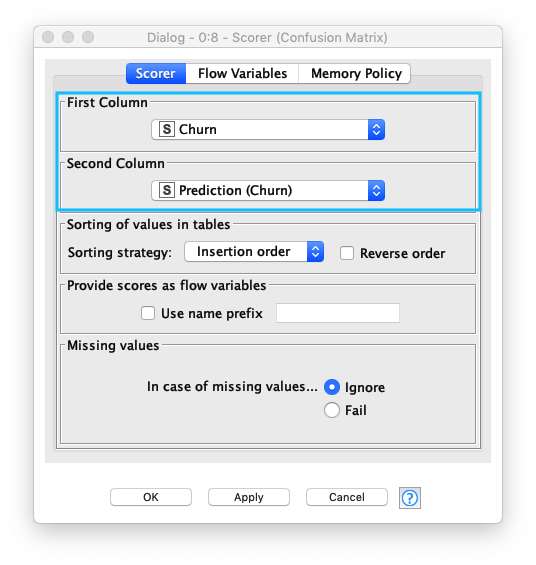 Dialog - 0:8 - Scorer (Confusion Matrix)
Scorer Flow Variables Memory Policy
First Column
S Churn
Second Column
S Prediction (Churn)
Sorting of values in tables
Sorting strategy: Insertion order Reverse order
Provide scores as flow variables
Use name prefix
Missing values
In case of missing values... Ignore
Fail
OK Apply Cancel ?